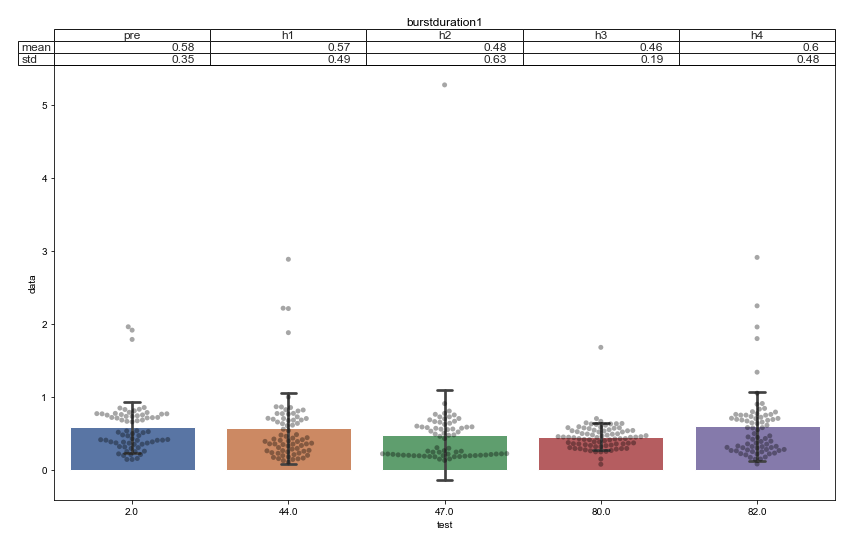 burstduration1
pre h1 h2 h3 h4
mean 0.58 0.57 0.48 0.46 0.6
std 0.35 0.49 0.63 0.19 0.48
5
4
3
2
1
0
data
2.0 44.0 47.0 80.0 82.0
test